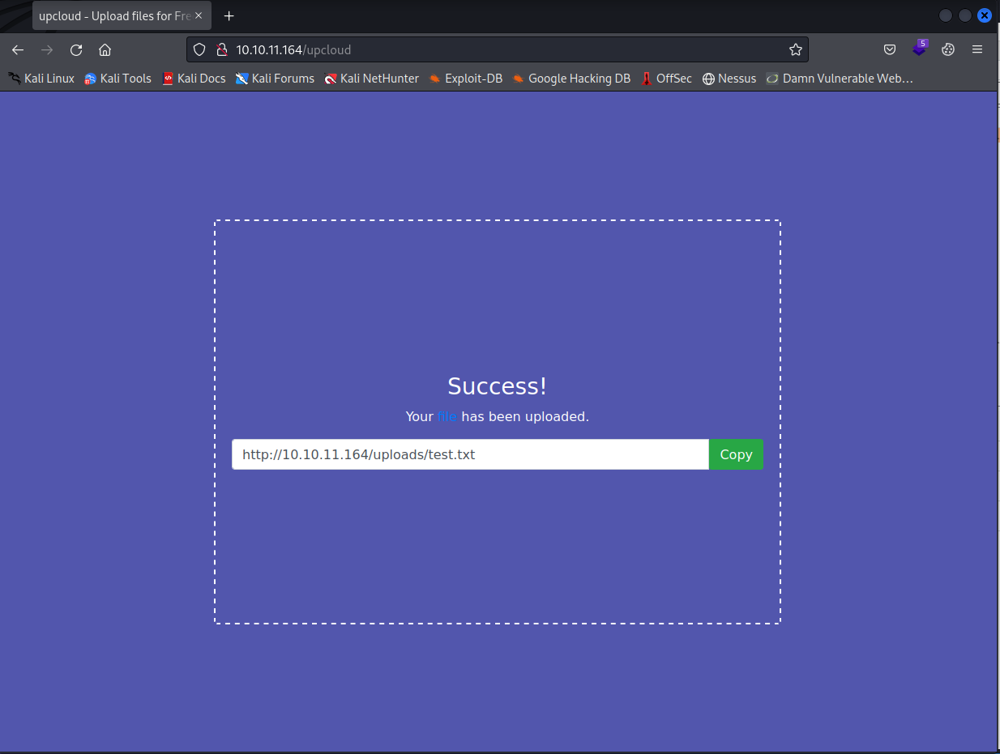 upcloud - Upload files for Fre
10.10.11.164/upcloud
5
Kali Linux Kali Tools Kali Docs Kali Forums Kali NetHunter Exploit-DB Google Hacking DB OffSec Nessus Damn Vulnerable Web…
Success!
Your file has been uploaded.
http://10.10.11.164/uploads/test.txt Copy